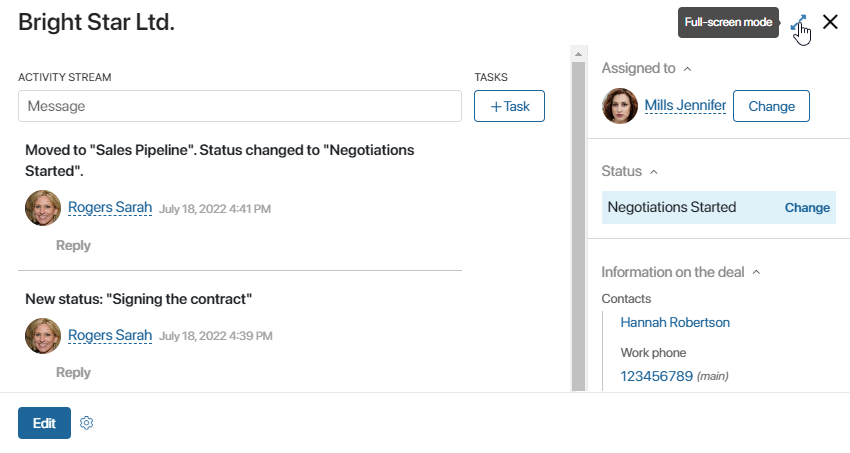 Bright Star Ltd.
Full-screen mode
ACTIVITY STREAM
TASKS
Message
+Task
Moved to "Sales Pipeline". Status changed to "Negotiations
Started".
Rogers Sarah July 18, 2022 4:41 PM
Reply
New status: "Signing the contract"
Rogers Sarah July 18, 2022 4:39 PM
Reply
Assigned to
Mills Jennifer
Change
Status
Negotiations Started
Change
Information on the deal
Contacts
Hannah Robertson
Work phone
123456789 (main)
Edit